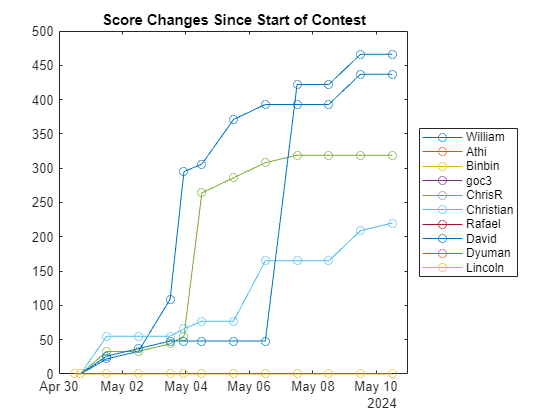 Score Changes Since Start of Contest
500
450
400
350
300
250
200
150
100
50
0
Apr 30 May 02 May 04 May 06 May 08 May 10
2024
William
Athi
Binbin
goc3
ChrisR
Christian
Rafael
David
Dyuman
Lincoln